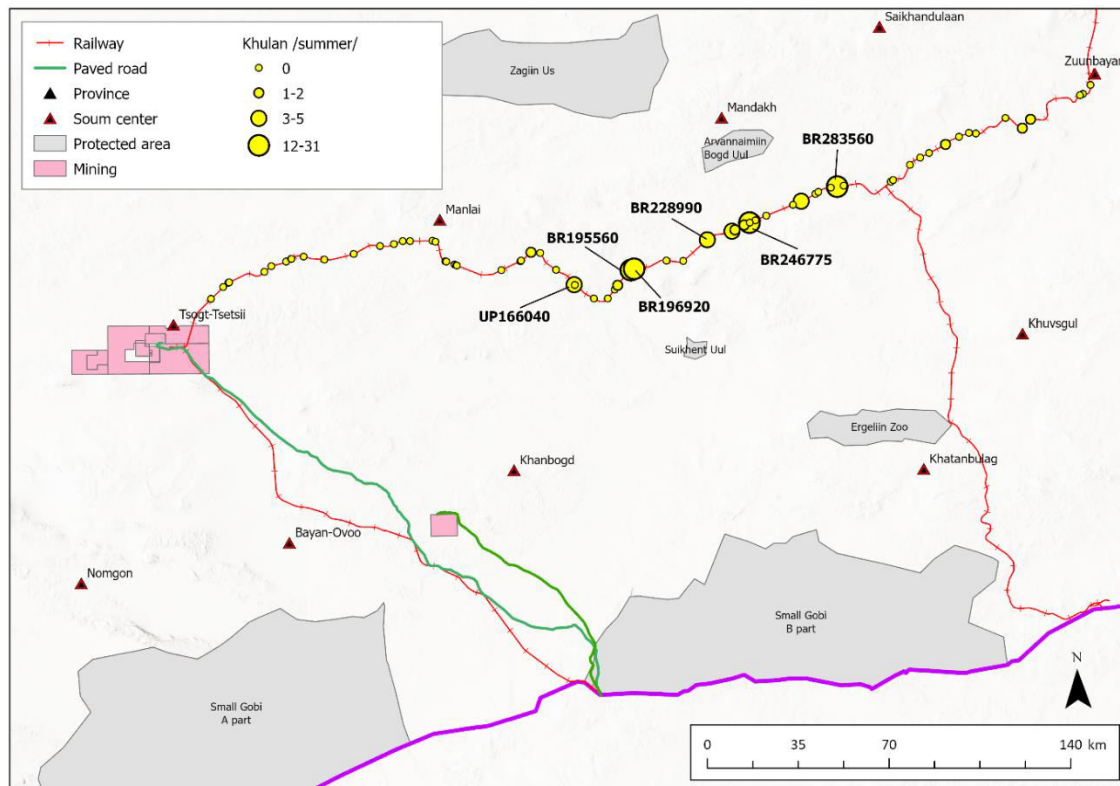 Railway
Paved road
Province
Soum center
Protected area
Mining
Khulan /summer/
0
1-2
3-5
12-31
Saikhandulaan
Zuunbayan
Zagiin Us
Mandakh
Arvannaimiin
Bogd Uul
BR283560
BR228990
Manlai
BR195560
BR246775
UP166040
BR196920
Tsogt-Tsetsii
Khuvsgul
Suikhent Uul
Ergeliin Zoo
Khanbogd
Khatanbulag
Bayan-Ovoo
Nomgon
Small Gobi
B part
Small Gobi
A part
N
0 35 70 140 km